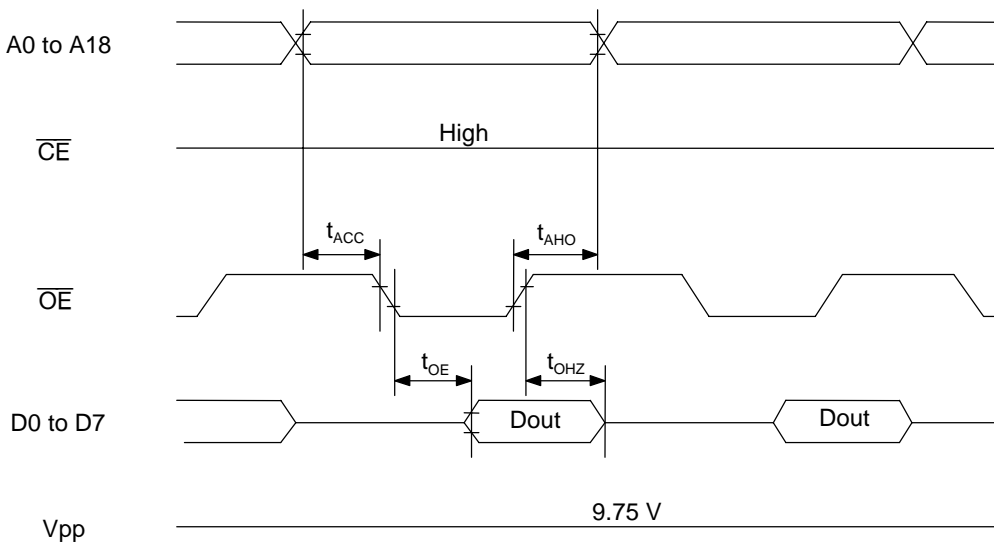 A0 to A18
High
CE
tACC
tAHO
OE
tOE
tOHZ
D0 to D7
Dout
Dout
9.75 V
Vpp